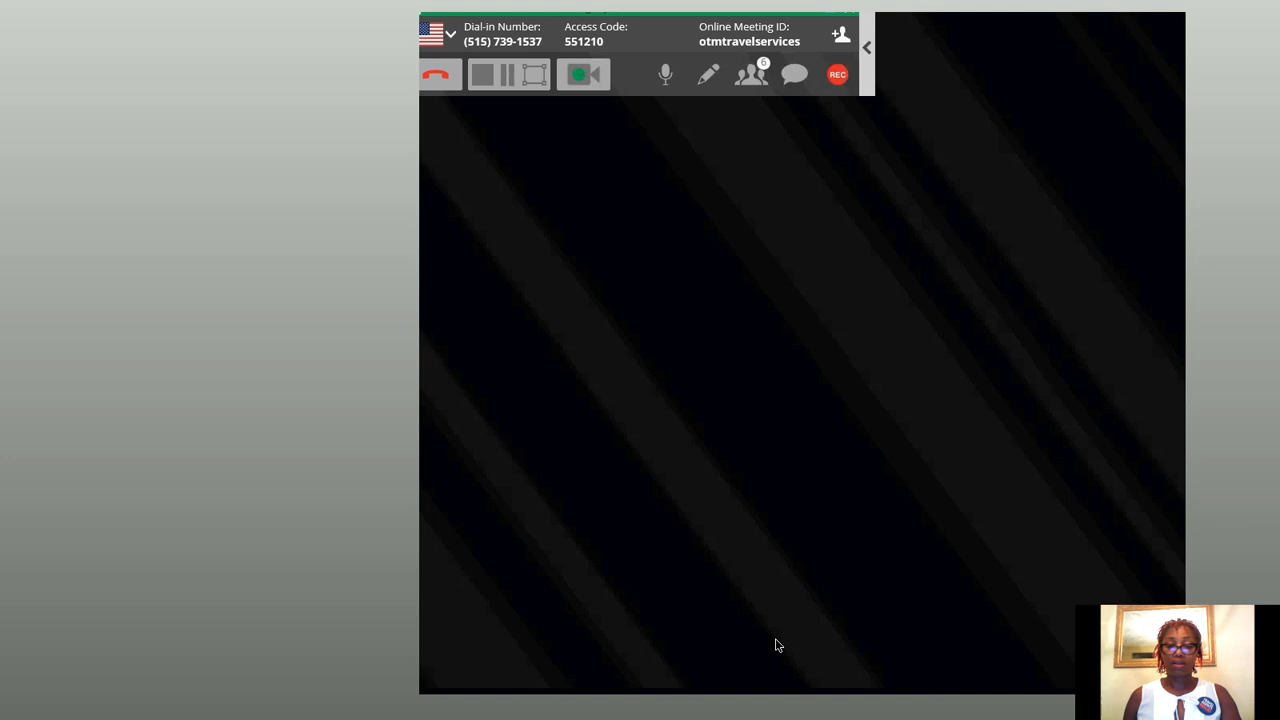 Dial-in Number:
(515) 739-1537
Access Code:
551210
Online Meeting ID:
otmtravelservices
6
REC